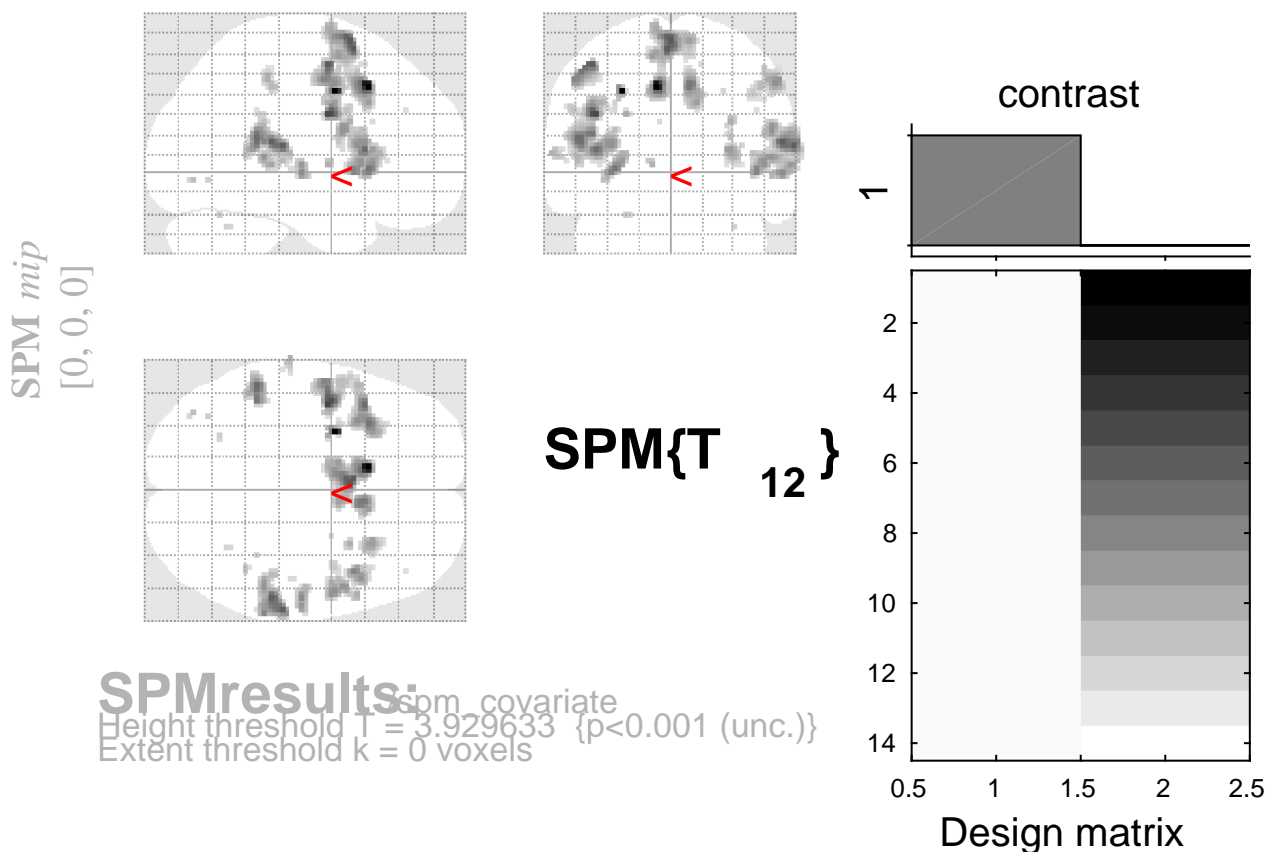 SPM mip
[0, 0, 0]
<
<
<
SPM{T 12}
SPMresults: ./spm_covariate
Height threshold T = 3.929633 {p<0.001 (unc.)}
Extent threshold k = 0 voxels
contrast
1
2
4
6
8
10
12
14
0.5 1 1.5 2 2.5
Design matrix